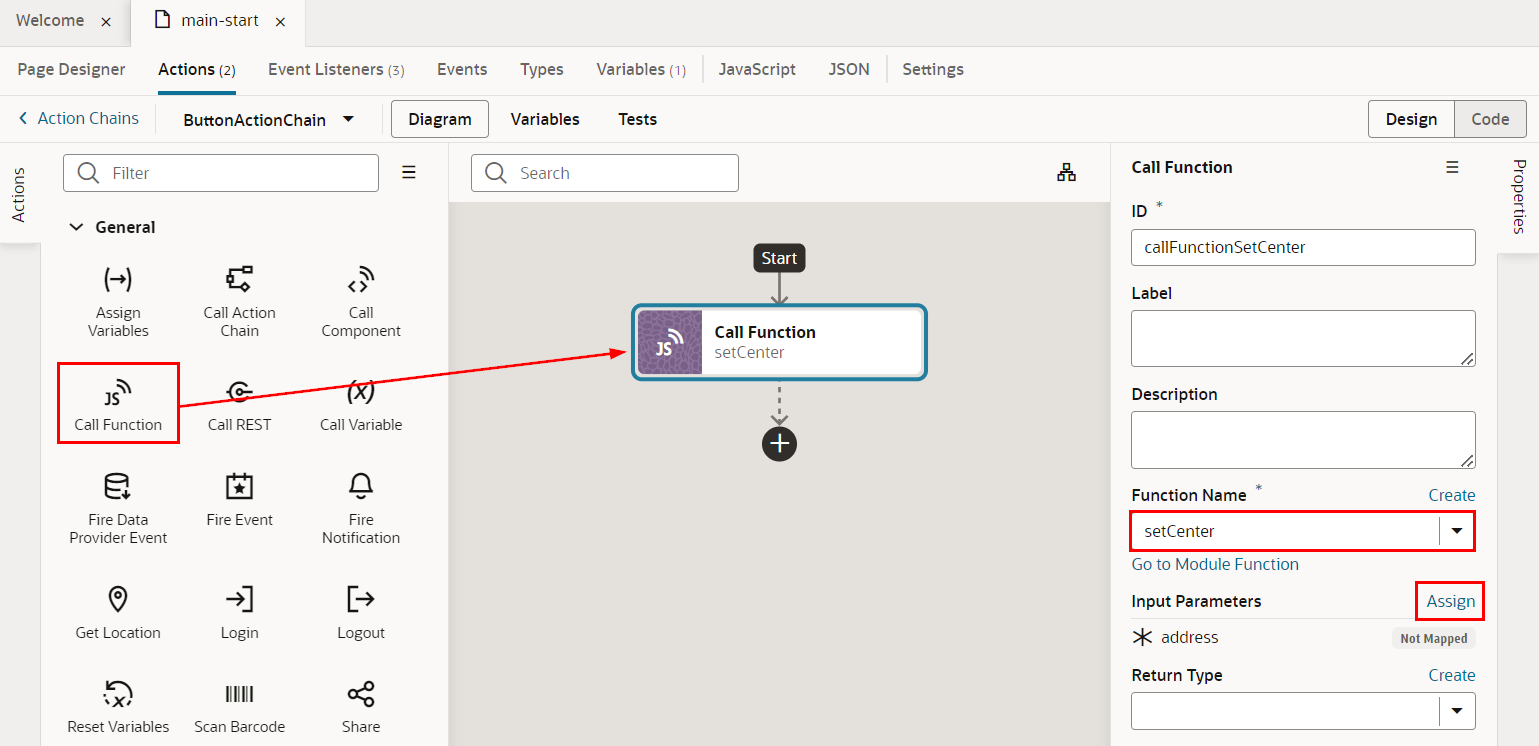 Welcome ×
main-start ×
Page Designer
Actions (2)
Event Listeners (3)
Events
Types
Variables (1)
JavaScript
JSON
Settings
Action Chains
ButtonActionChain
Diagram
Variables
Tests
Design
Code
Actions
Filter
General
Assign
Variables
Call Action
Chain
Call
Component
JS
Call Function
Call REST
(x)
Call Variable
Fire Data
Provider Event
Fire Event
Fire
Notification
Get Location
Login
Logout
Reset Variables
Scan Barcode
Share
Search
Start
JS
Call Function
setCenter
Call Function
ID *
callFunctionSetCenter
Label
Description
Function Name *
Create
setCenter
Go to Module Function
Input Parameters
Assign
address
Not Mapped
Return Type
Create
Properties